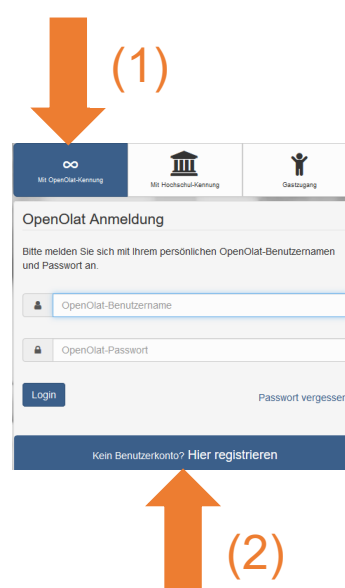 (1)
Mit OpenOlat-Kennung
Mit Hochschul-Kennung
Gastzugang
OpenOlat Anmeldung
Bitte melden Sie sich mit Ihrem persönlichen OpenOlat-Benutzernamen
und Passwort an.
OpenOlat-Benutzername
OpenOlat-Passwort
Login
Passwort vergessen
Kein Benutzerkonto? Hier registrieren
(2)